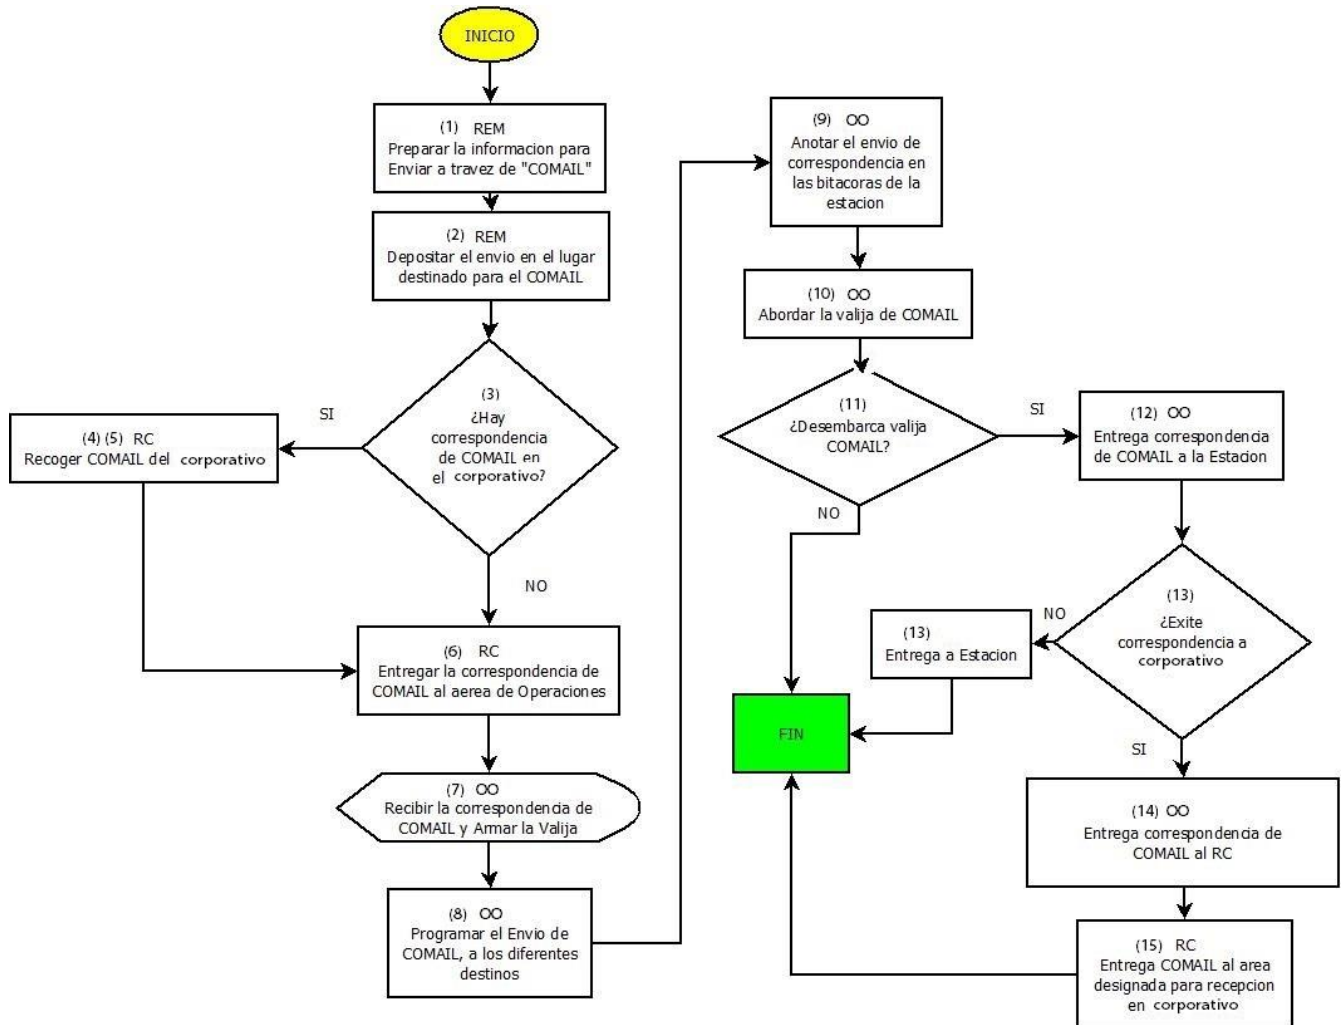 INICIO
(1) REM
Preparar la informacion para
Enviar a travez de "COMAIL"
(2) REM
Depositar el envio en el lugar
destinado para el COMAIL
(3)
¿Hay
correspondencia
de COMAIL en
el corporativo?
SI
(4) (5) RC
Recoger COMAIL del corporativo
NO
(6) RC
Entregar la correspondencia de
COMAIL al aerea de Operaciones
(7) OO
Recibir la correspondencia de
COMAIL y Armar la Valija
(8) OO
Programar el Envio de
COMAIL, a los diferentes
destinos
(9) OO
Anotar el envio de
correspondencia en
las bitacoras de la
estacion
(10) OO
Abordar la valija de COMAIL
(11)
¿Desembarca valija
COMAIL?
SI
NO
(12) OO
Entrega correspondencia
de COMAIL a la Estacion
(13)
¿Exite
correspondencia a
corporativo
NO
(13)
Entrega a Estacion
FIN
SI
(14) OO
Entrega correspondencia de
COMAIL al RC
(15) RC
Entrega COMAIL al area
designada para recepcion
en corporativo